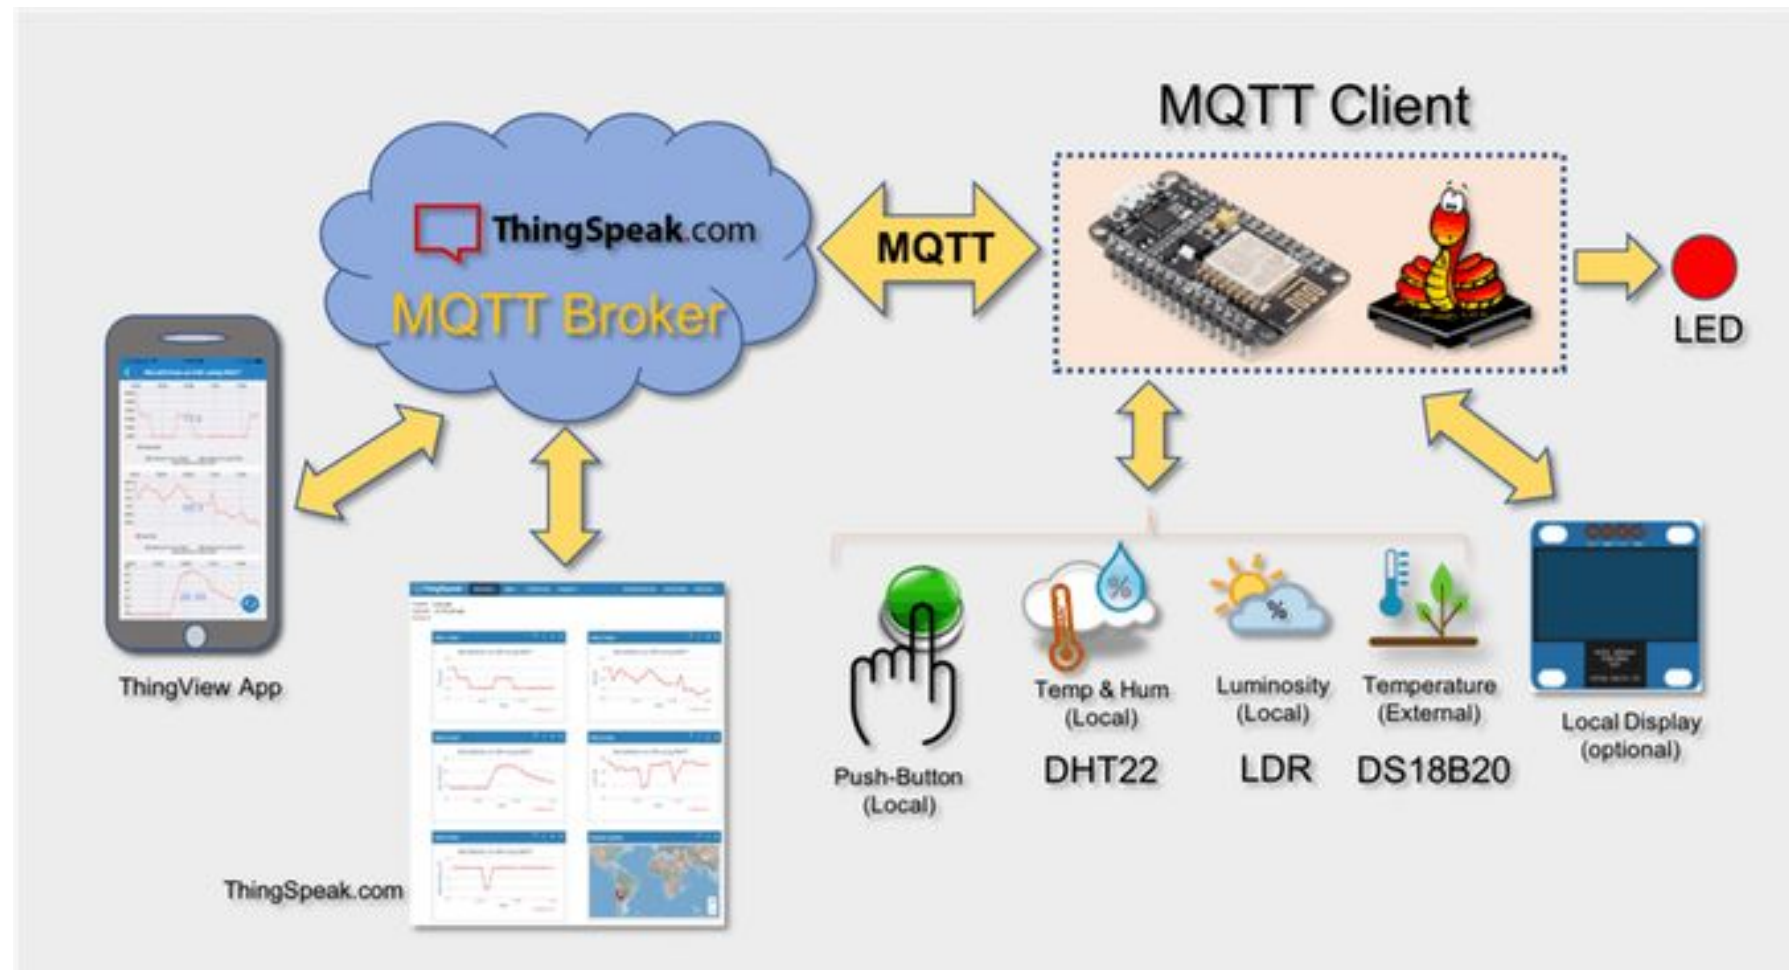 MQTT Client
ThingSpeak.com
MQTT Broker
MQTT
LED
ThingView App
ThingSpeak.com
Push-Button
(Local)
Temp & Hum
(Local)
DHT22
Luminosity
(Local)
LDR
Temperature
(External)
DS18B20
Local Display
(optional)
%
%